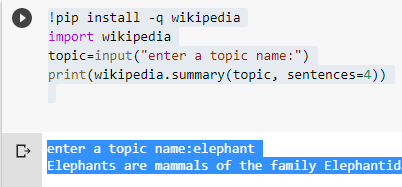 !pip install -q wikipedia
import wikipedia
topic=input("enter a topic name:")
print(wikipedia.summary(topic, sentences=4))
enter a topic name:elephant
Elephants are mammals of the family Elephantid